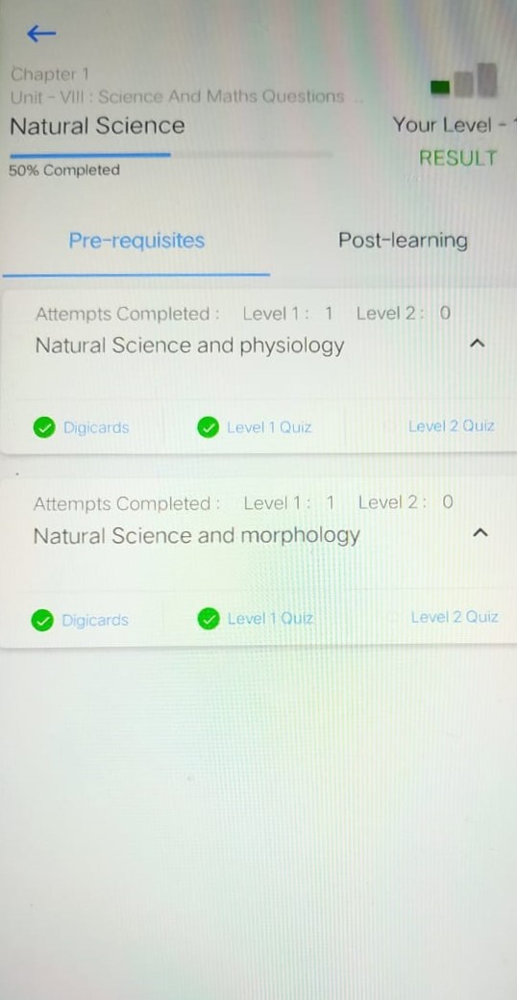 Chapter 1
Unit - VIII : Science And Maths Questions ...
Natural Science
Your Level - 1
RESULT
50% Completed
Pre-requisites Post-learning
Attempts Completed : Level 1 : 1 Level 2 : 0
Natural Science and physiology
Digicards Level 1 Quiz Level 2 Quiz
Attempts Completed : Level 1 : 1 Level 2 : 0
Natural Science and morphology
Digicards Level 1 Quiz Level 2 Quiz